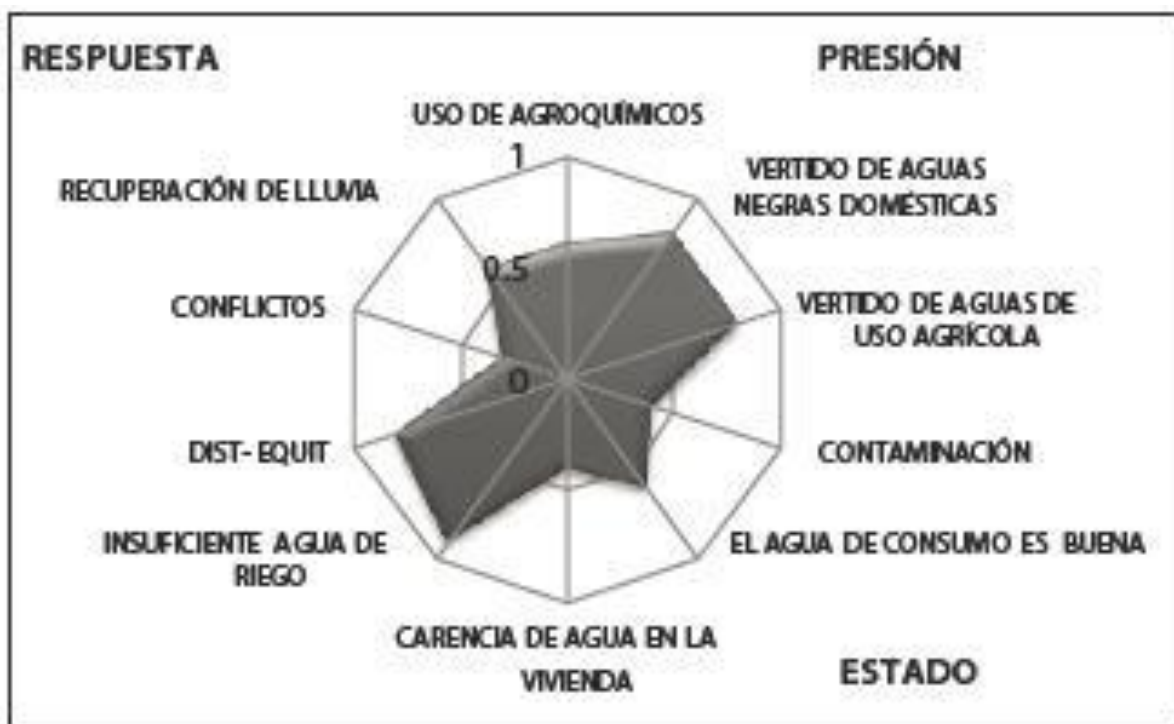 RESPUESTA
PRESIÓN
USO DE AGROQUÍMICOS
1
VERTIDO DE AGUAS
NEGRAS DOMÉSTICAS
RECUPERACIÓN DE LLUVIA
0.5
CONFLICTOS
VERTIDO DE AGUAS DE
USO AGRÍCOLA
0
DIST- EQUIT
CONTAMINACIÓN
INSUFICIENTE AGUA DE
RIEGO
EL AGUA DE CONSUMO ES BUENA
CARENCIA DE AGUA EN LA
VIVIENDA
ESTADO